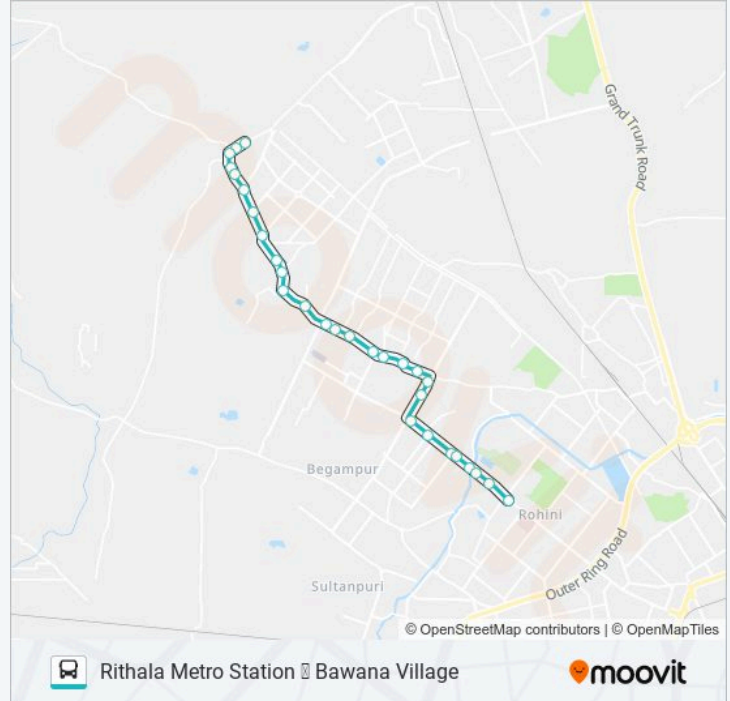 Grand Trunk Road
Begampur
Rohini
Outer Ring Road
Sultanpuri
© OpenStreetMap contributors | © OpenMapTiles
Rithala Metro Station  Bawana Village
moovit